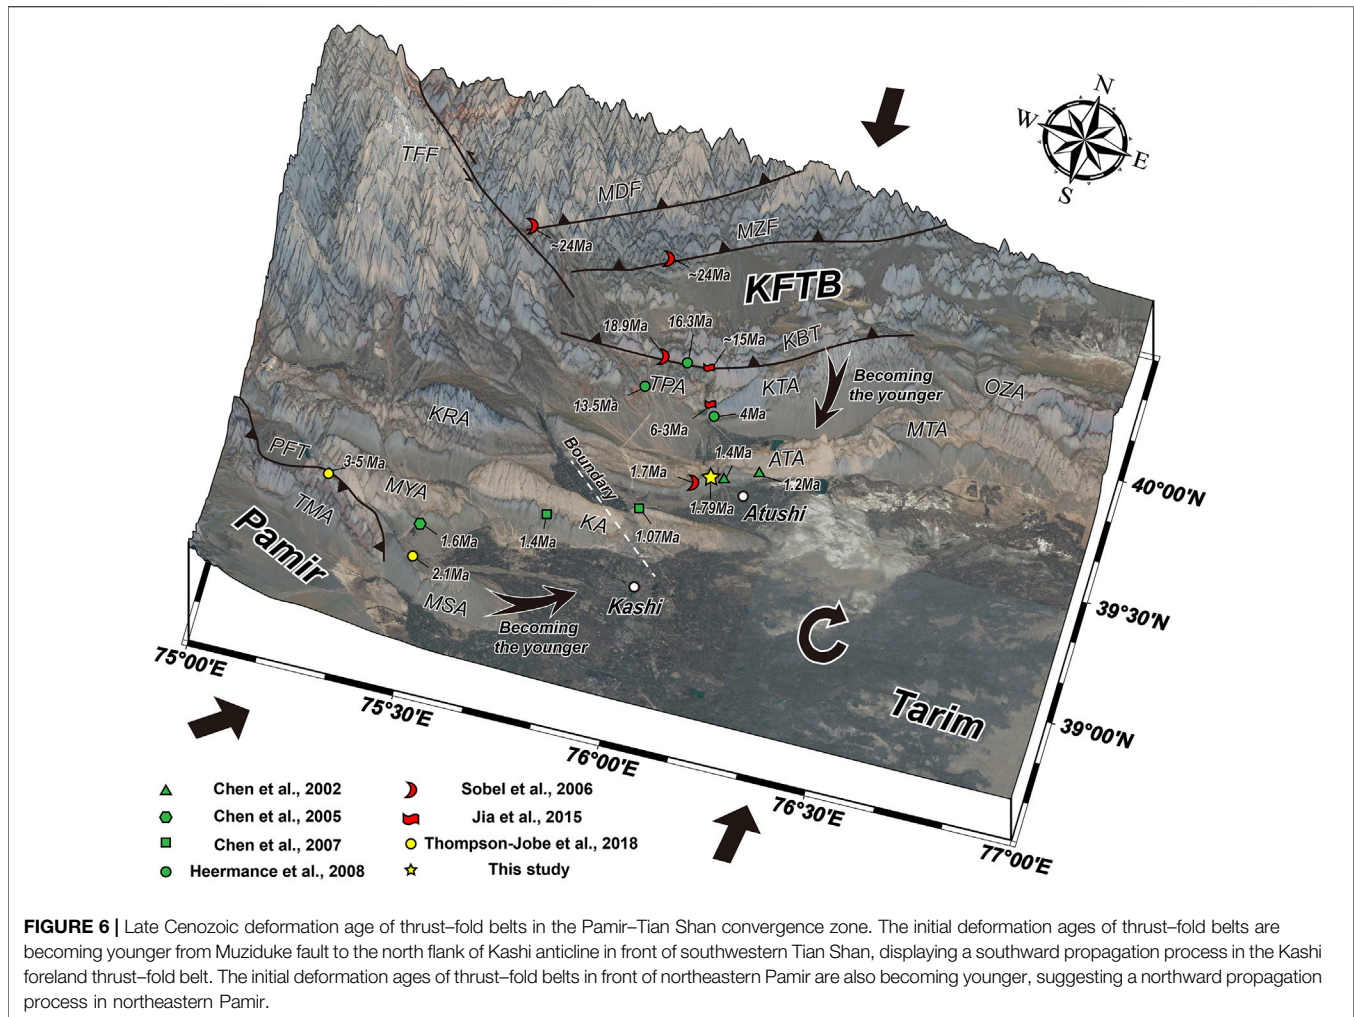 N
W
E
S
TFF
MDF
~24Ma
MZF
~24Ma
KFTB
18.9Ma
16.3Ma
~15Ma
KBT
TPA
KTA
Becoming
the younger
OZA
13.5Ma
4Ma
6-3Ma
KRA
MTA
Boundary
1.4Ma
ATA
1.7Ma
1.2Ma
PFT
3-5 Ma
MYA
1.79Ma
Atushi
40°00'N
TMA
KA
1.6Ma
1.4Ma
1.07Ma
Pamir
2.1Ma
MSA
Kashi
Becoming
the younger
39°30'N
75°00'E
Tarim
39°00'N
75°30'E
76°00'E
76°30'E
77°00'E
Chen et al., 2002
Sobel et al., 2006
Chen et al., 2005
Jia et al., 2015
Chen et al., 2007
Thompson-Jobe et al., 2018
Heermance et al., 2008
This study
FIGURE 6 | Late Cenozoic deformation age of thrust–fold belts in the Pamir–Tian Shan convergence zone. The initial deformation ages of thrust–fold belts are
becoming younger from Muziduke fault to the north flank of Kashi anticline in front of southwestern Tian Shan, displaying a southward propagation process in the Kashi
foreland thrust–fold belt. The initial deformation ages of thrust–fold belts in front of northeastern Pamir are also becoming younger, suggesting a northward propagation
process in northeastern Pamir.